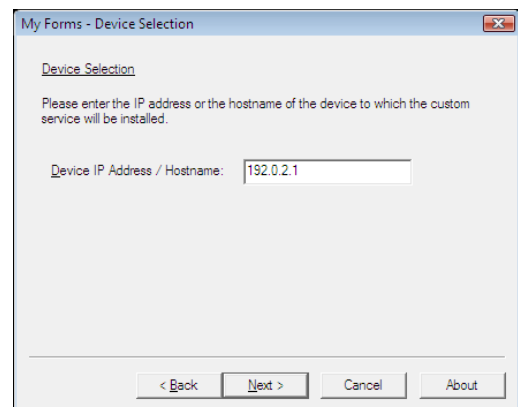 My Forms - Device Selection
Device Selection
Please enter the IP address or the hostname of the device to which the custom
service will be installed.
Device IP Address / Hostname: 192.0.2.1
< Back Next > Cancel About